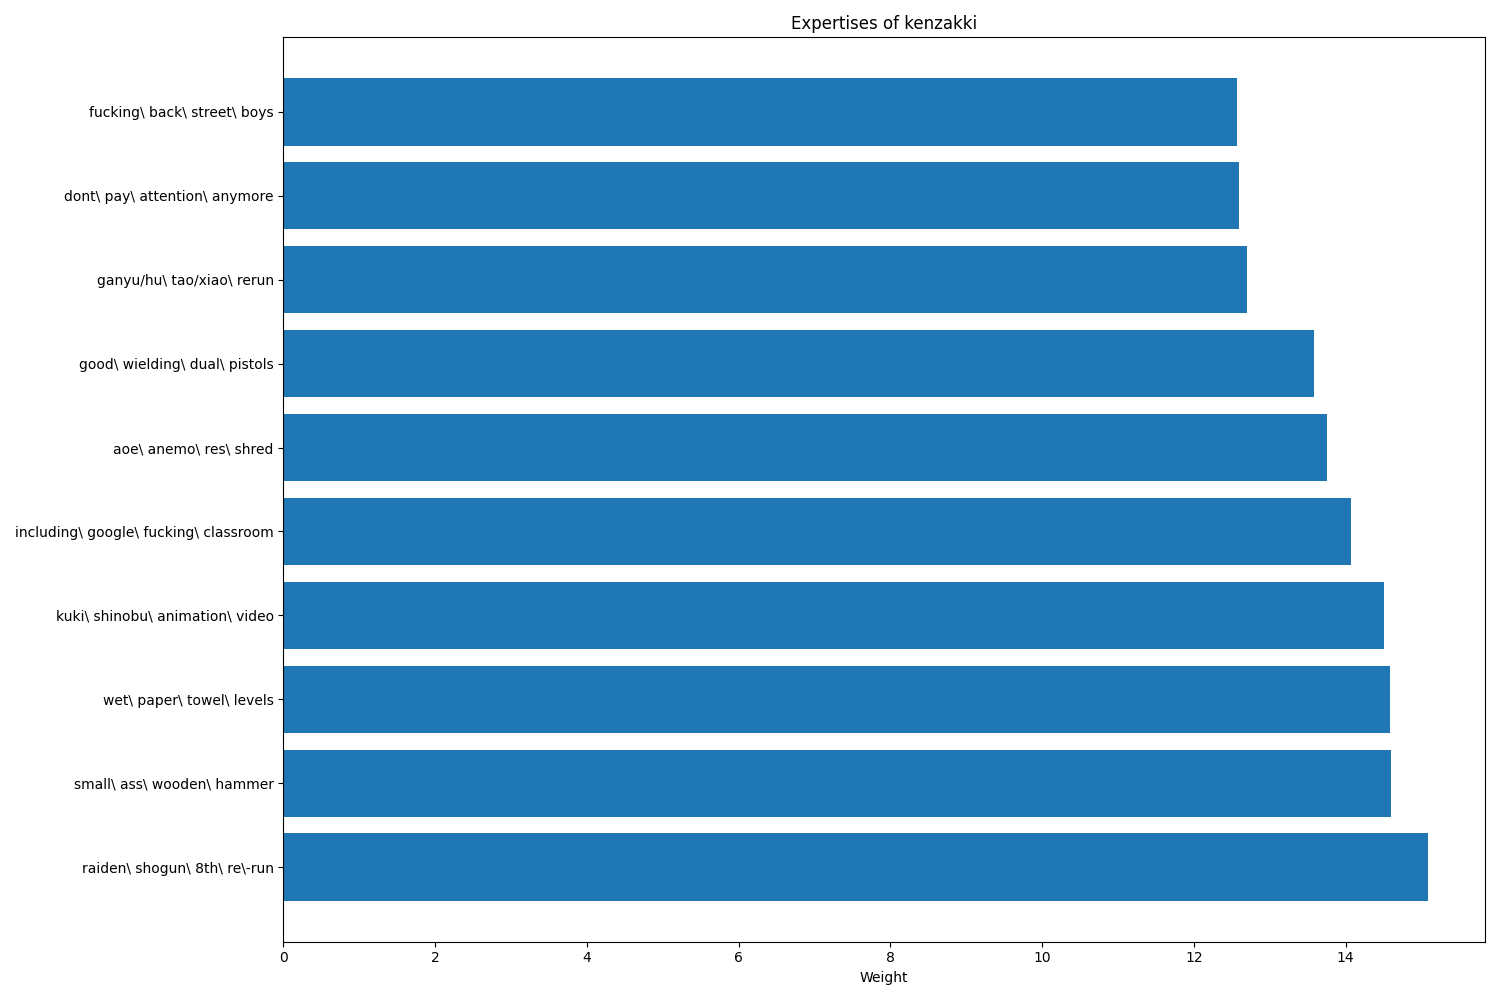 Expertises of kenzakki
fucking\ back\ street\ boys
dont\ pay\ attention\ anymore
ganyu/hu\ tao/xiao\ rerun
good\ wielding\ dual\ pistols
aoe\ anemo\ res\ shred
including\ google\ fucking\ classroom
kuki\ shinobu\ animation\ video
wet\ paper\ towel\ levels
small\ ass\ wooden\ hammer
raiden\ shogun\ 8th\ re\-run
0 2 4 6 8 10 12 14
Weight